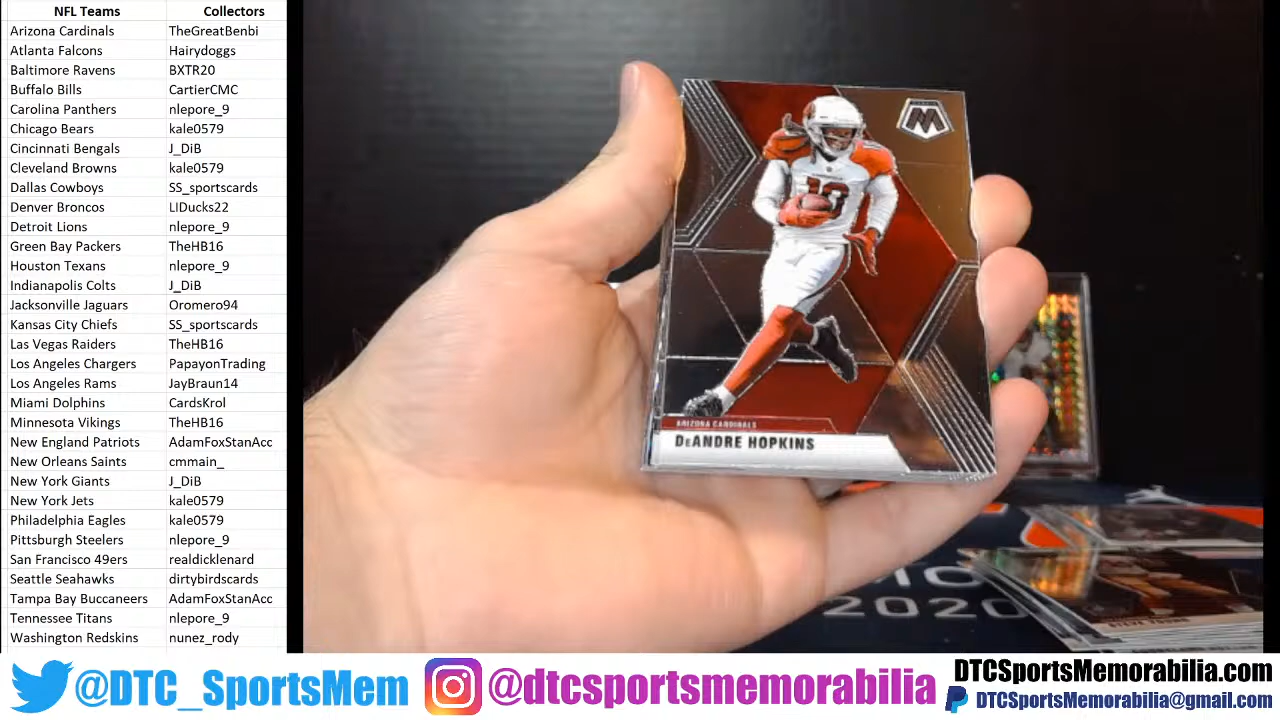 NFL Teams Collectors
Arizona Cardinals TheGreatBenbi
Atlanta Falcons Hairydoggs
Baltimore Ravens BXTR20
Buffalo Bills CartierCMC
Carolina Panthers nlepore_9
Chicago Bears kale0579
Cincinnati Bengals J_DiB
Cleveland Browns kale0579
Dallas Cowboys SS_sportscards
Denver Broncos LIDucks22
Detroit Lions nlepore_9
Green Bay Packers TheHB16
Houston Texans nlepore_9
Indianapolis Colts J_DiB
Jacksonville Jaguars Oromero94
Kansas City Chiefs SS_sportscards
Las Vegas Raiders TheHB16
Los Angeles Chargers PapayonTrading
Los Angeles Rams JayBraun14
Miami Dolphins CardsKrol
Minnesota Vikings TheHB16
New England Patriots AdamFoxStanAcc
New Orleans Saints cmmain_
New York Giants J_DiB
New York Jets kale0579
Philadelphia Eagles kale0579
Pittsburgh Steelers nlepore_9
San Francisco 49ers realdicklenard
Seattle Seahawks dirtybirdscards
Tampa Bay Buccaneers AdamFoxStanAcc
Tennessee Titans nlepore_9
Washington Redskins nunez_rody
M
10
ARIZONA CARDINALS
DeANDRE HOPKINS
2020
STEVE YOUNG
@DTC_SportsMem
@dtcsportsmemorabilia
DTCSportsMemorabilia.com
DTCSportsMemorabilia@gmail.com